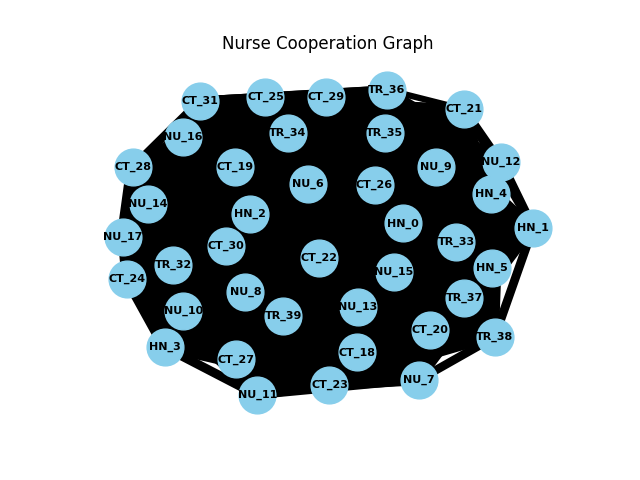 Nurse Cooperation Graph
TR_36
CT_25
CT_29
CT_31
CT_21
TR_34
TR_35
NU_16
NU_12
CT_28
CT_19
NU_9
NU_6
CT_26
HN_4
NU_14
HN_2
HN_0
HN_1
NU_17
CT_30
TR_33
CT_22
TR_32
HN_5
NU_15
CT_24
NU_8
TR_37
NU_10
NU_13
TR_39
CT_20
TR_38
HN_3
CT_18
CT_27
NU_7
CT_23
NU_11